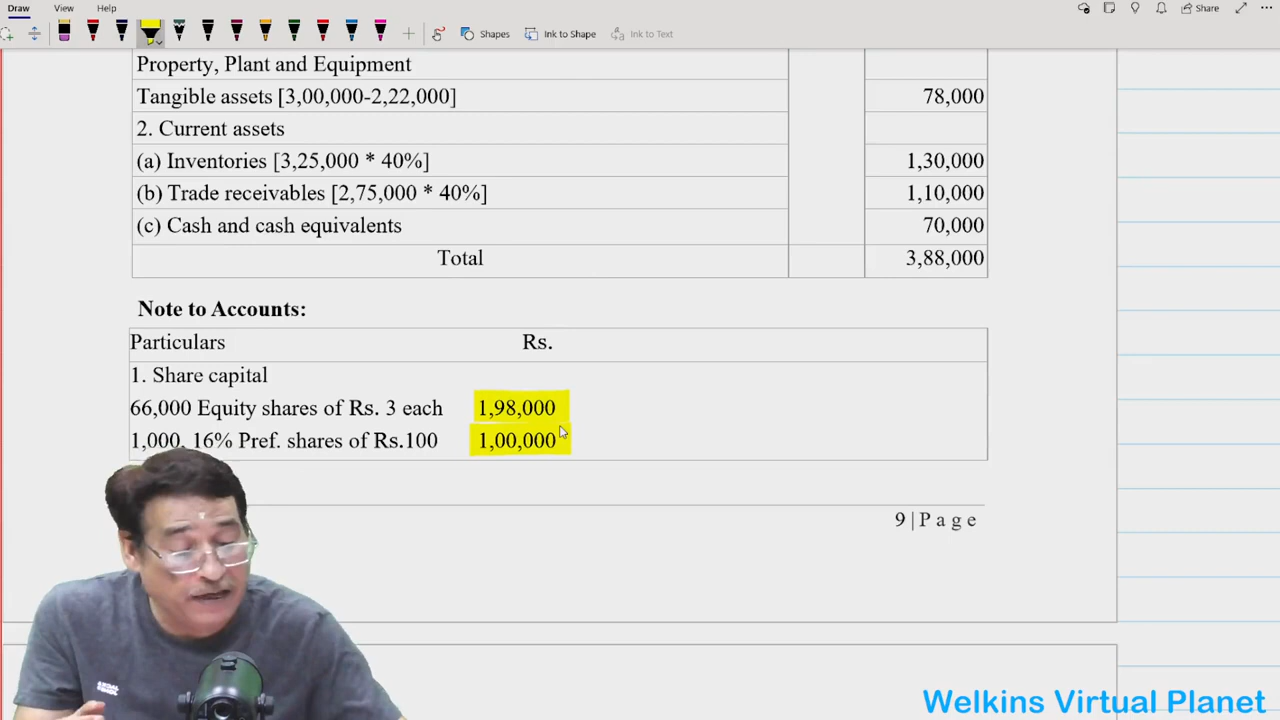 Draw View Help
Share
Shapes Ink to Shape Ink to Text
Property, Plant and Equipment
Tangible assets [3,00,000-2,22,000] 78,000
2. Current assets
(a) Inventories [3,25,000 * 40%] 1,30,000
(b) Trade receivables [2,75,000 * 40%] 1,10,000
(c) Cash and cash equivalents 70,000
Total 3,88,000
Note to Accounts:
Particulars Rs.
1. Share capital
66,000 Equity shares of Rs. 3 each 1,98,000
1,000, 16% Pref. shares of Rs.100 1,00,000
9 | P a g e
Welkins Virtual Planet